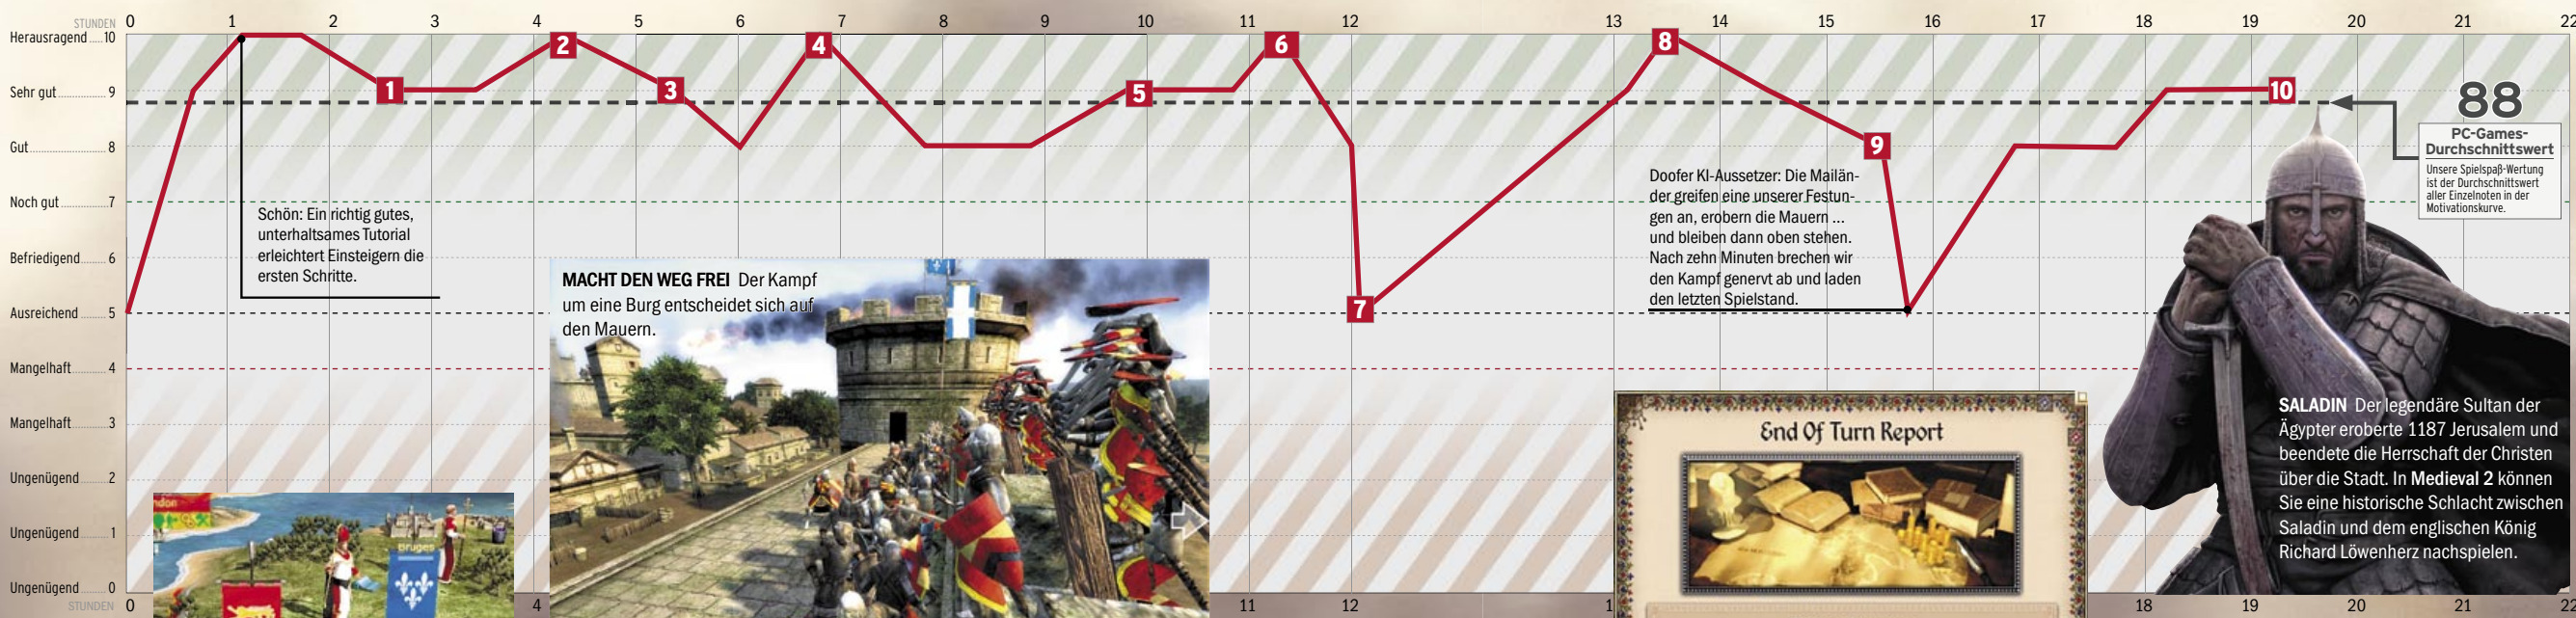 STUNDEN 0 1 2 3 4 5 6 7 8 9 10 11 12 13 14 15 16 17 18 19 20 21 22
Herausragend 10
Sehr gut 9
Gut 8
Noch gut 7
Befriedigend 6
Ausreichend 5
Mangelhaft 4
Mangelhaft 3
Ungenügend 2
Ungenügend 1
Ungenügend 0
1
2
3
4
5
6
7
8
9
10
Schön: Ein richtig gutes,
unterhaltsames Tutorial
erleichtert Einsteigern die
ersten Schritte.
MACHT DEN WEG FREI Der Kampf
um eine Burg entscheidet sich auf
den Mauern.
Doofer KI-Aussetzer: Die Mailän-
der greifen eine unserer Festun-
gen an, erobern die Mauern ...
und bleiben dann oben stehen.
Nach zehn Minuten brechen wir
den Kampf genervt ab und laden
den letzten Spielstand.
88
PC-Games-
Durchschnittswert
Unsere Spielspaß-Wertung
ist der Durchschnittswert
aller Einzelnoten in der
Motivationskurve.
SALADIN Der legendäre Sultan der
Ägypter eroberte 1187 Jerusalem und
beendete die Herrschaft der Christen
über die Stadt. In Medieval 2 können
Sie eine historische Schlacht zwischen
Saladin und dem englischen König
Richard Löwenherz nachspielen.
End Of Turn Report
ndon
Bruges
STUNDEN 0 4 11 12 1 18 19 20 21 22